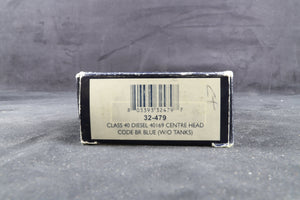 32-479
CLASS 40 DIESEL 40169 CENTRE HEAD
CODE BR BLUE (W/O TANKS)